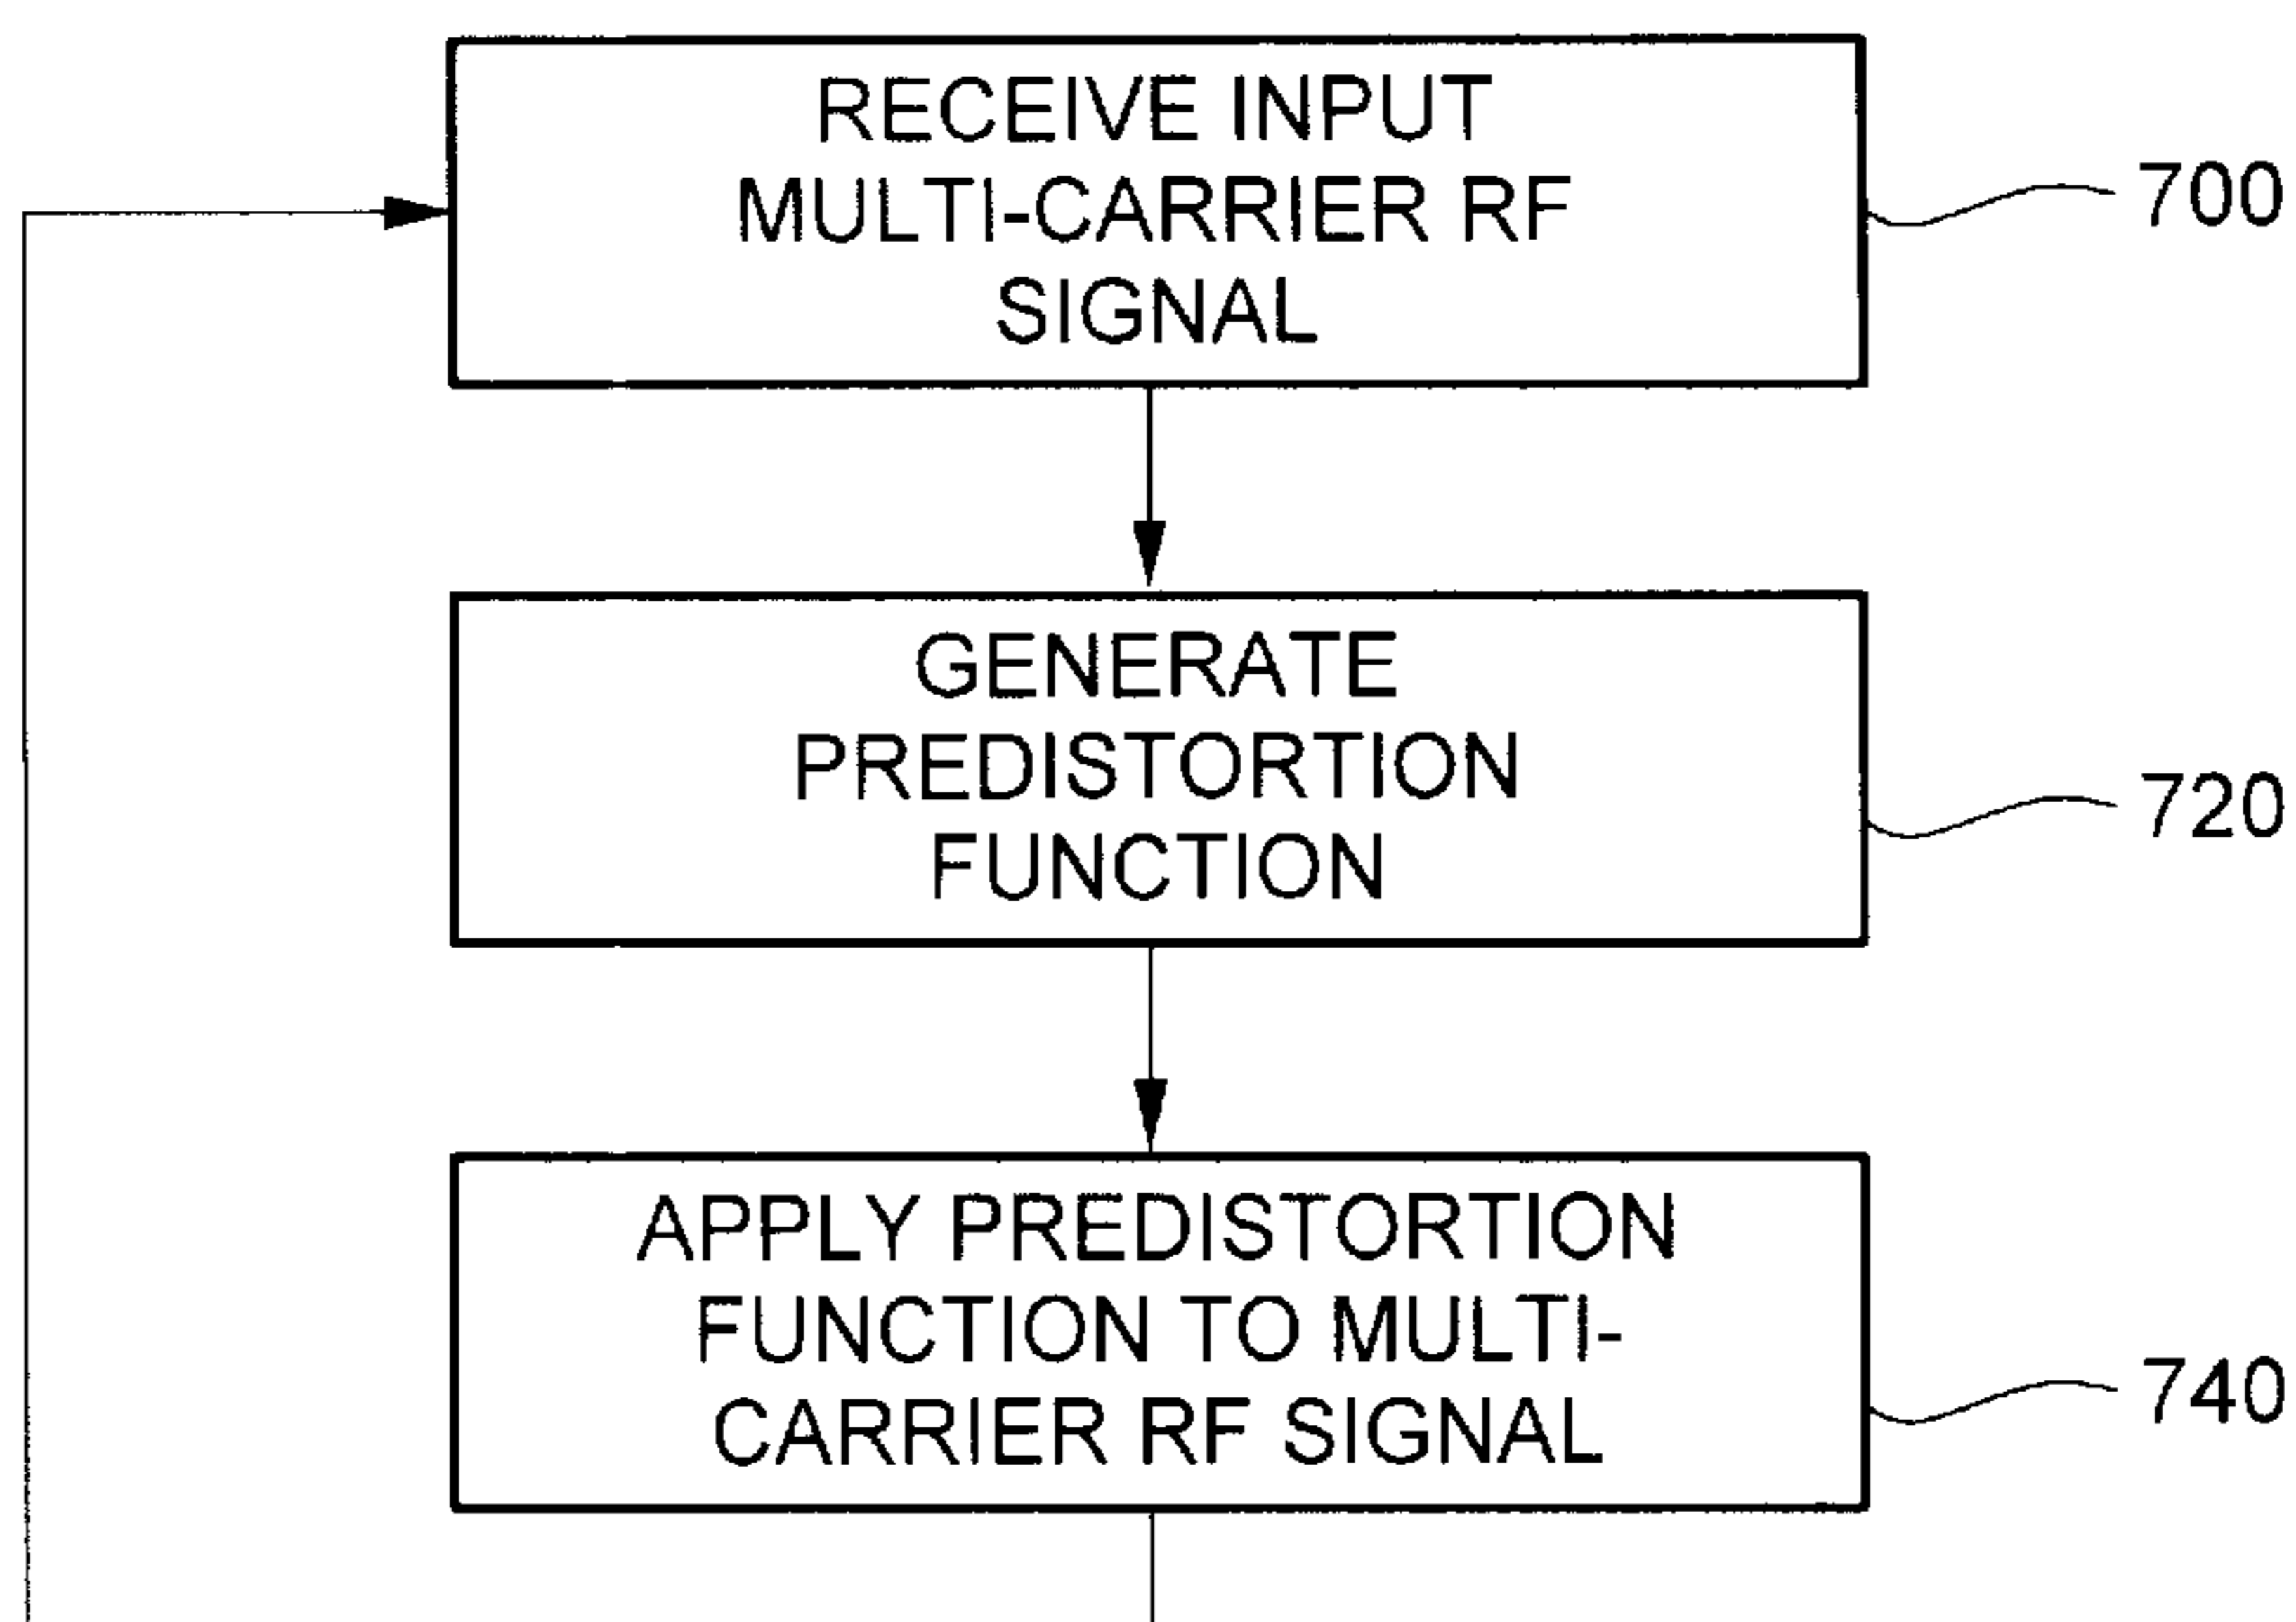 RECEIVE INPUT
MULTI-CARRIER RF
SIGNAL
700
GENERATE
PREDISTORTION
FUNCTION
720
APPLY PREDISTORTION
FUNCTION TO MULTI-
CARRIER RF SIGNAL
740